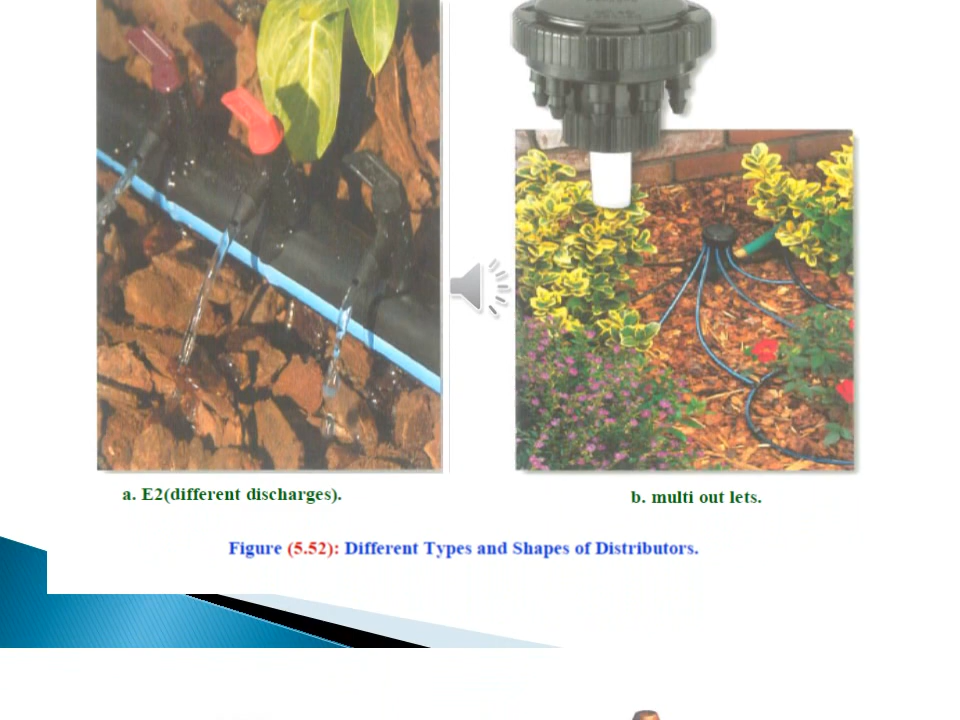 a. E2(different discharges).
b. multi out lets.
Figure (5.52): Different Types and Shapes of Distributors.